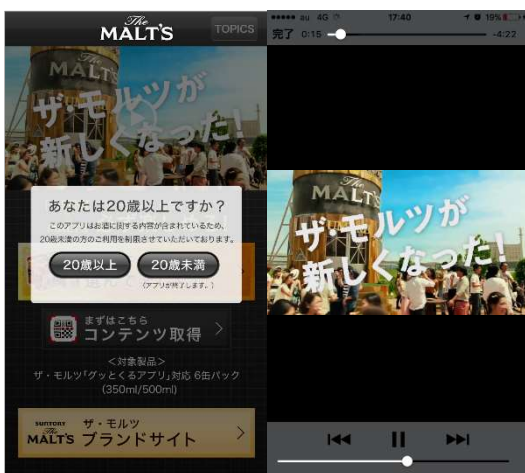 The
MALT'S
TOPICS
The
MALT'S
ザ・モルツが
新しくなった!
あなたは20歳以上ですか?
このアプリはお酒に関する内容が含まれているため、
20歳未満の方のご利用を制限させていただいております。
20歳以上
20歳未満
(アプリが終了します。)
まずはこちら
コンテンツ取得
<対象製品>
ザ・モルツ「グッとくるアプリ」対応 6缶パック
(350ml/500ml)
SUNTORY
The
MALT'S
ザ・モルツ
ブランドサイト
au 4G
17:40
19%
完了
0:15
-4:22
The
MALT'S
ザ・モルツが
新しくなった!